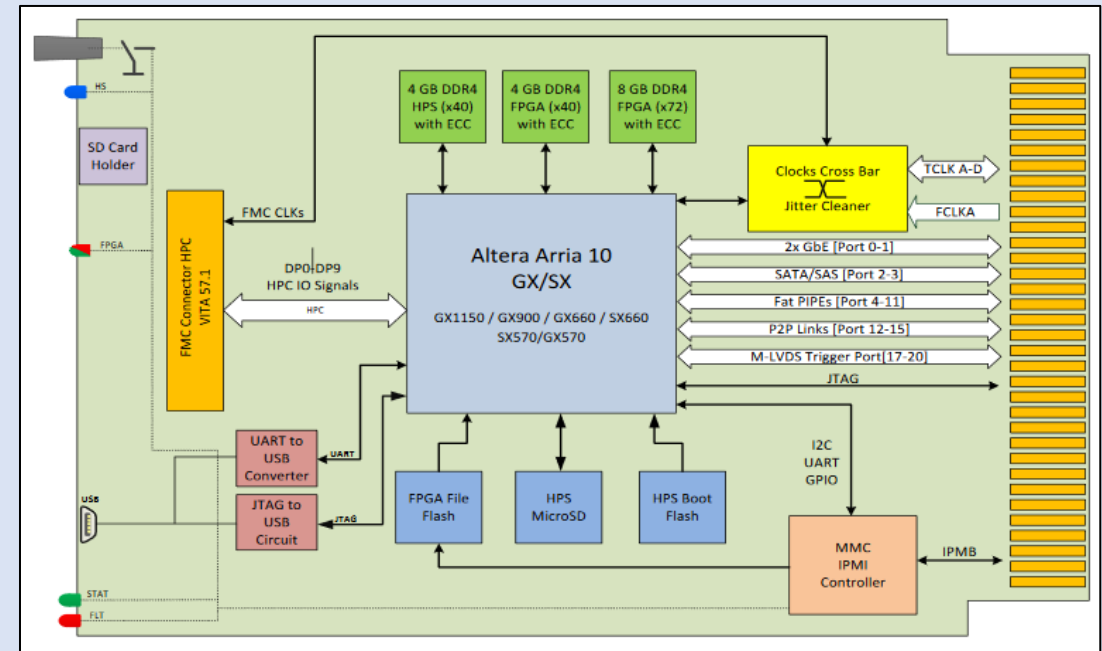 HS
SD Card
Holder
FPGA
FMC Connector HPC
VITA 57.1
FMC CLKs
DP0-DP9
HPC IO Signals
HPC
4 GB DDR4
HPS (x40)
with ECC
4 GB DDR4
FPGA (x40)
with ECC
8 GB DDR4
FPGA (x72)
with ECC
Clocks Cross Bar
Jitter Cleaner
TCLK A-D
FCLKA
Altera Arria 10
GX/SX
GX1150 / GX900 / GX660 / SX660
SX570/GX570
2x GbE [Port 0-1]
SATA/SAS [Port 2-3]
Fat PIPEs [Port 4-11]
P2P Links [Port 12-15]
M-LVDS Trigger Port[17-20]
JTAG
I2C
UART
GPIO
UART to
USB
Converter
UART
JTAG to
USB
Circuit
JTAG
USB
FPGA File
Flash
HPS
MicroSD
HPS Boot
Flash
MMC
IPMI
Controller
IPMB
STAT
FLT